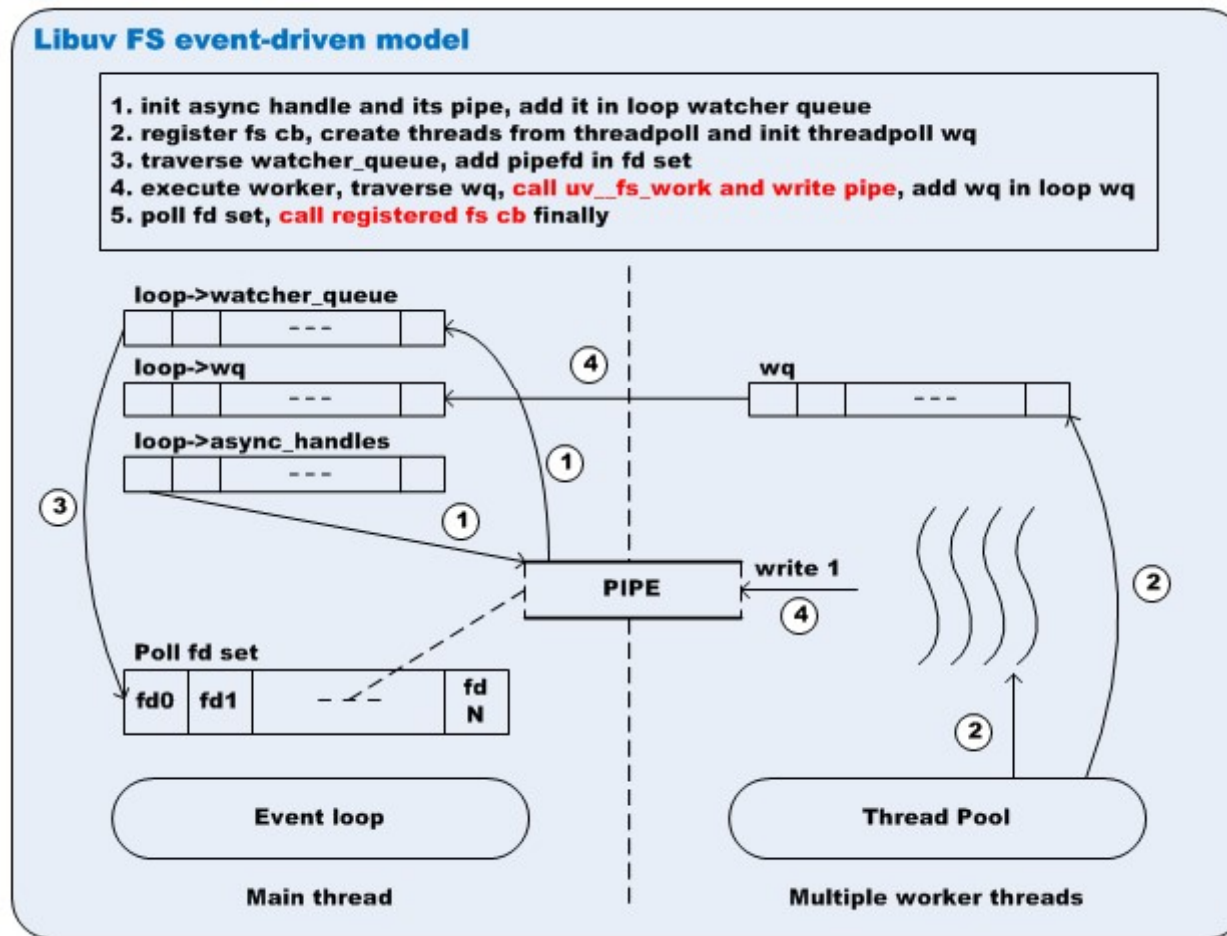 Libuv FS event-driven model
1. init async handle and its pipe, add it in loop watcher queue
2. register fs cb, create threads from threadpoll and init threadpoll wq
3. traverse watcher_queue, add pipefd in fd set
4. execute worker, traverse wq, call uv__fs_work and write pipe, add wq in loop wq
5. poll fd set, call registered fs cb finally
loop->watcher_queue
---
loop->wq
---
4
wq
---
loop->async_handles
---
1
3
1
write 1
PIPE
4
2
Poll fd set
fd0 fd1 --- fd
N
2
Event loop
Thread Pool
Main thread
Multiple worker threads